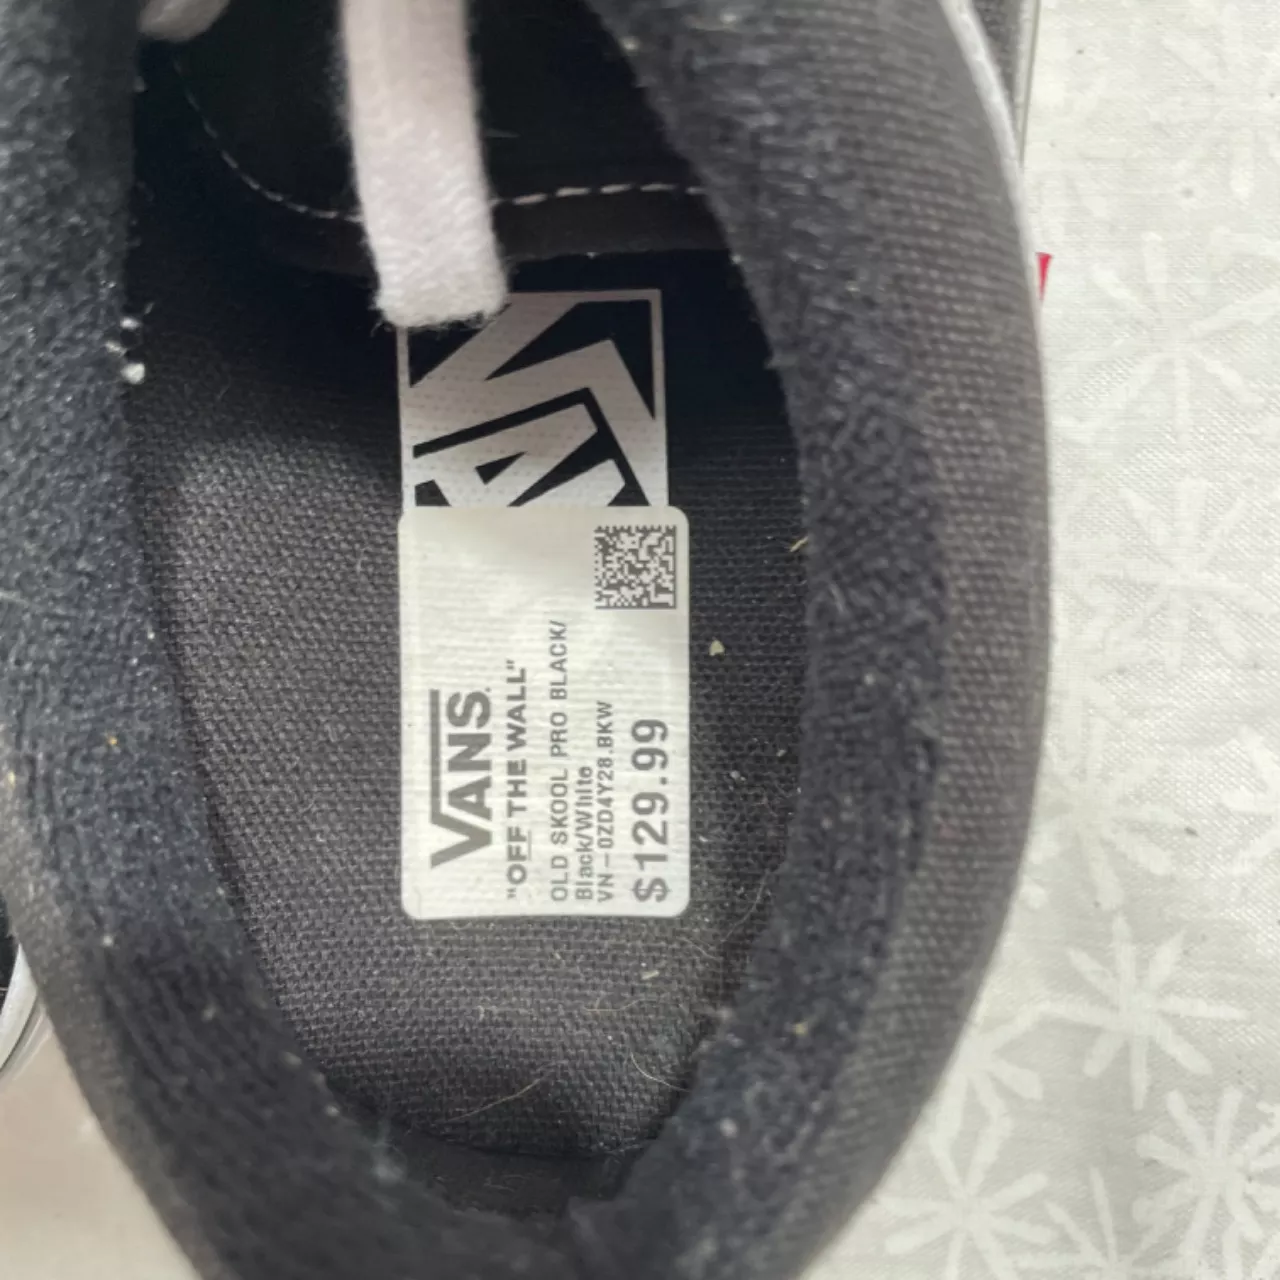 VANS
"OFF THE WALL"
OLD SKOOL PRO BLACK/
Black/White
VN-0ZD4Y28.BKW
$129.99